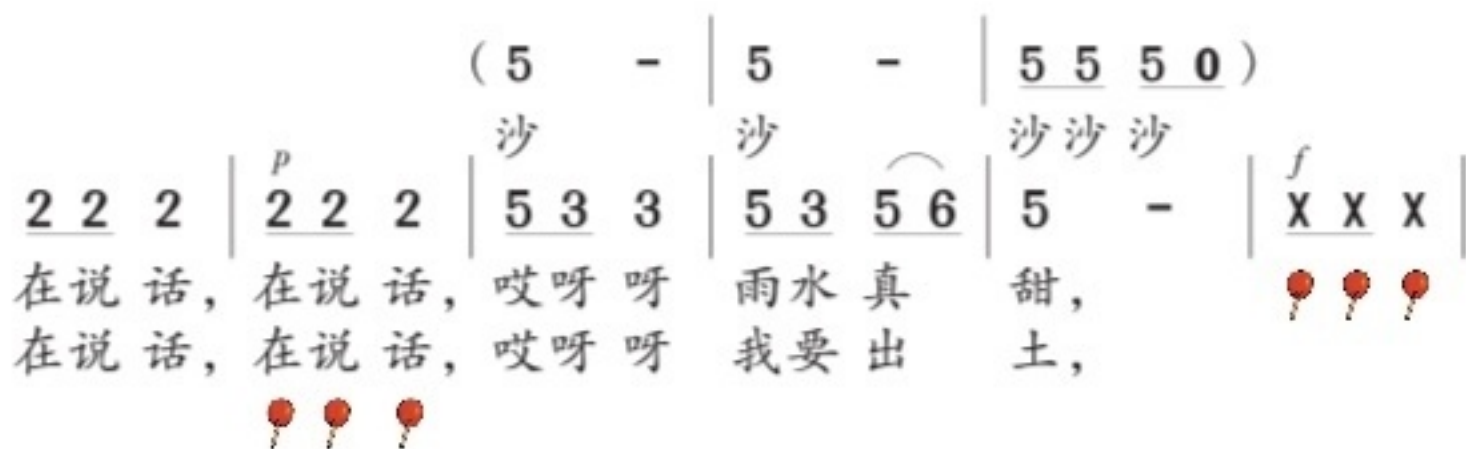 ( 5 - | 5 - | 5 5 5 0 )
沙 沙 沙沙 沙
p f
2 2 2 | 2 2 2 | 5 3 3 | 5 3 5 6 | 5 - | X X X |
在说 话, 在说 话, 哎呀 呀 雨水 真 甜,
在说 话, 在说 话, 哎呀 呀 我要 出 土,